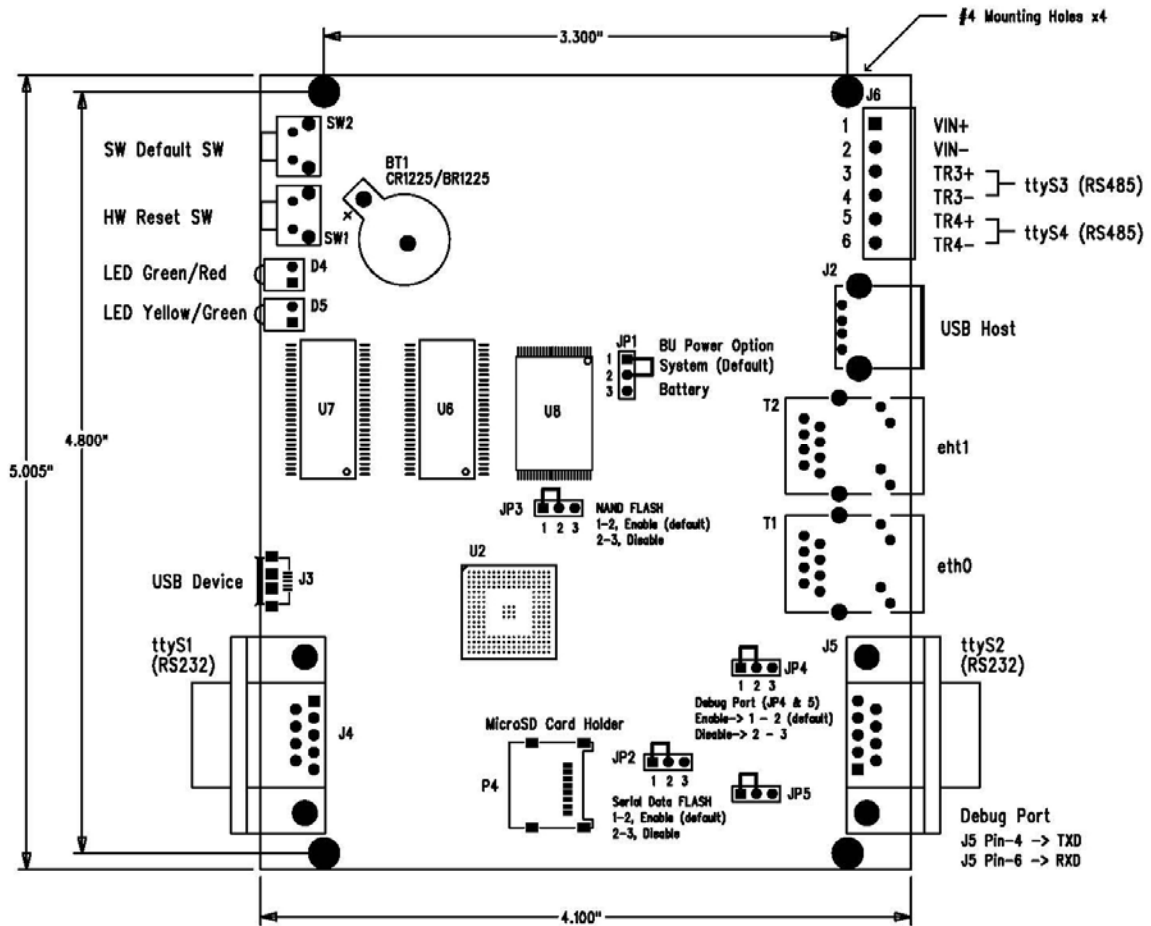 #4 Mounting Holes x4
3.300"
J6
SW2
SW Default SW
BT1
CR1225/BR1225
HW Reset SW
SW1
1 VIN+
2 VIN-
3 TR3+
4 TR3-
ttyS3 (RS485)
5 TR4+
6 TR4-
ttyS4 (RS485)
LED Green/Red
D4
LED Yellow/Green
D5
J2
USB Host
JP1
1
2
3
BU Power Option
System (Default)
Battery
U7
U6
U8
T2
eht1
4.800"
5.005"
JP3
1 2 3
NAND FLASH
1-2, Enable (default)
2-3, Disable
T1
eth0
U2
USB Device
J3
ttyS1
(RS232)
J4
J5
ttyS2
(RS232)
JP4
1 2 3
Debug Port (JP4 & 5)
Enable-> 1 - 2 (default)
Disable-> 2 - 3
MicroSD Card Holder
P4
JP2
1 2 3
Serial Data FLASH
1-2, Enable (default)
2-3, Disable
JP5
Debug Port
J5 Pin-4 -> TXD
J5 Pin-6 -> RXD
4.100"